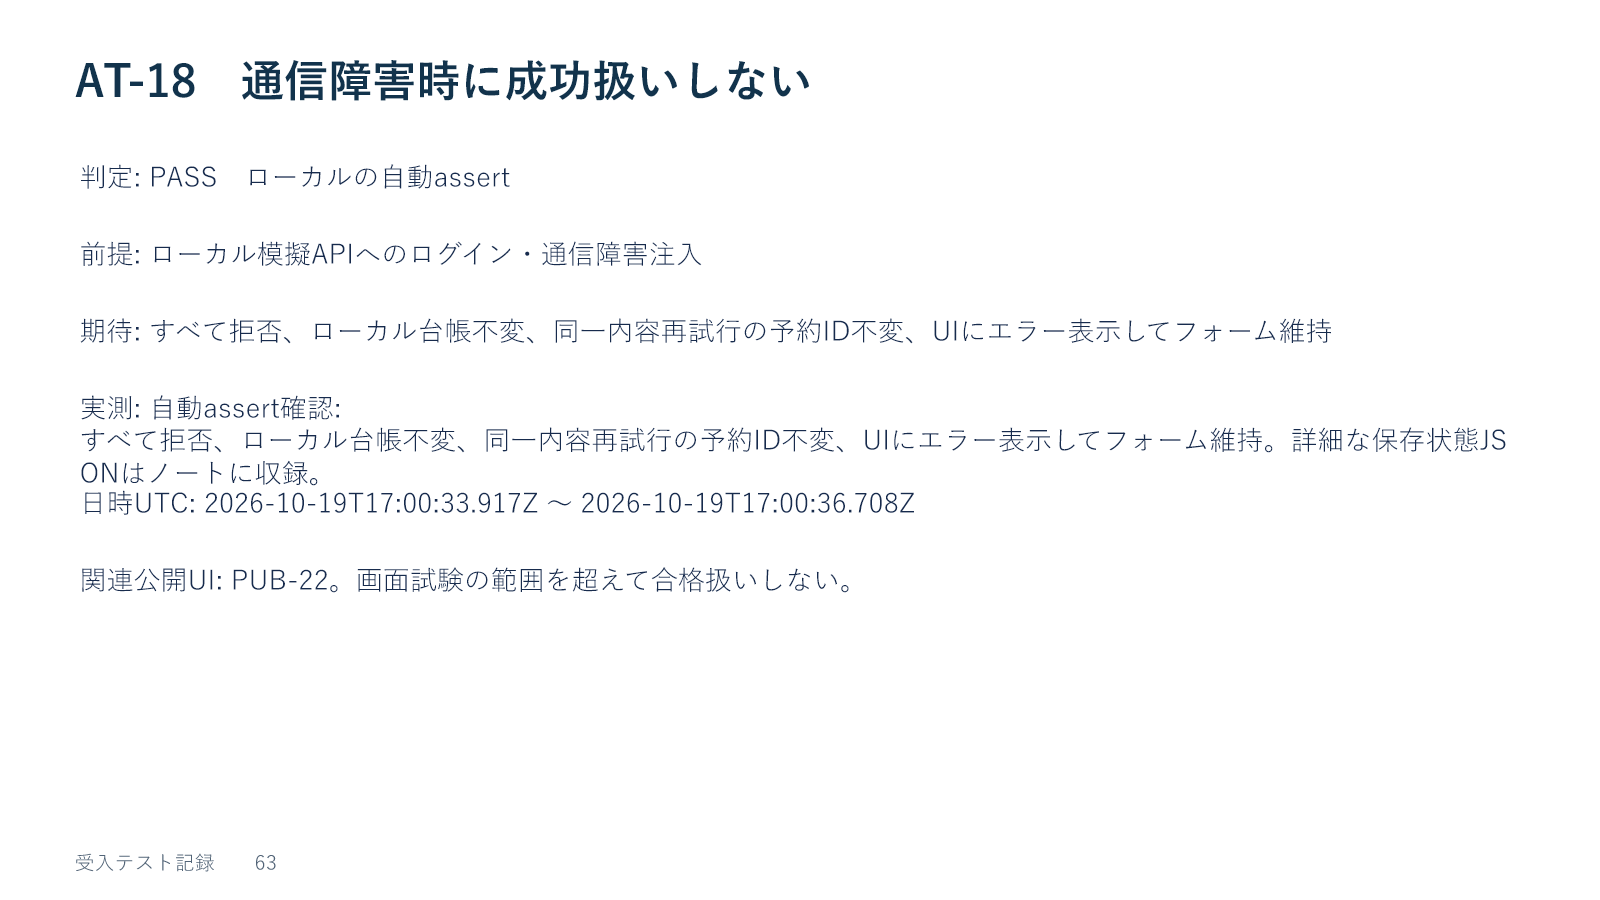 AT-18　通信障害時に成功扱いしない
判定: PASS　ローカルの自動assert
前提: ローカル模擬APIへのログイン・通信障害注入
期待: すべて拒否、ローカル台帳不変、同一内容再試行の予約ID不変、UIにエラー表示してフォーム維持
実測: 自動assert確認:
すべて拒否、ローカル台帳不変、同一内容再試行の予約ID不変、UIにエラー表示してフォーム維持。詳細な保存状態JS
ONはノートに収録。
日時UTC: 2026-10-19T17:00:33.917Z ～ 2026-10-19T17:00:36.708Z
関連公開UI: PUB-22。画面試験の範囲を超えて合格扱いしない。
受入テスト記録　63